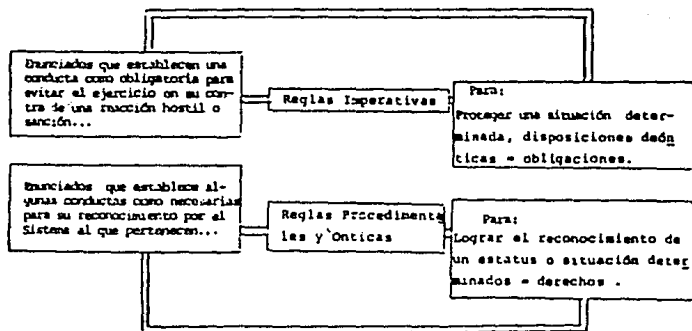 Enunciados que establecen una
conducta como obligatoria para
evitar el ejercicio en su con-
tra de una reacción hostil o
sanción...
Reglas Imperativas
Para:
Proteger una situación deter-
minada, disposiciones deón
ticas = obligaciones.
Enunciados que establece al-
gunas conductas como necesarias
para su reconocimiento por el
Sistema al que pertenecen...
Reglas Procedimenta
les y Onticas
Para:
Lograr el reconocimiento de
un estatus o situación deter
minados = derechos .